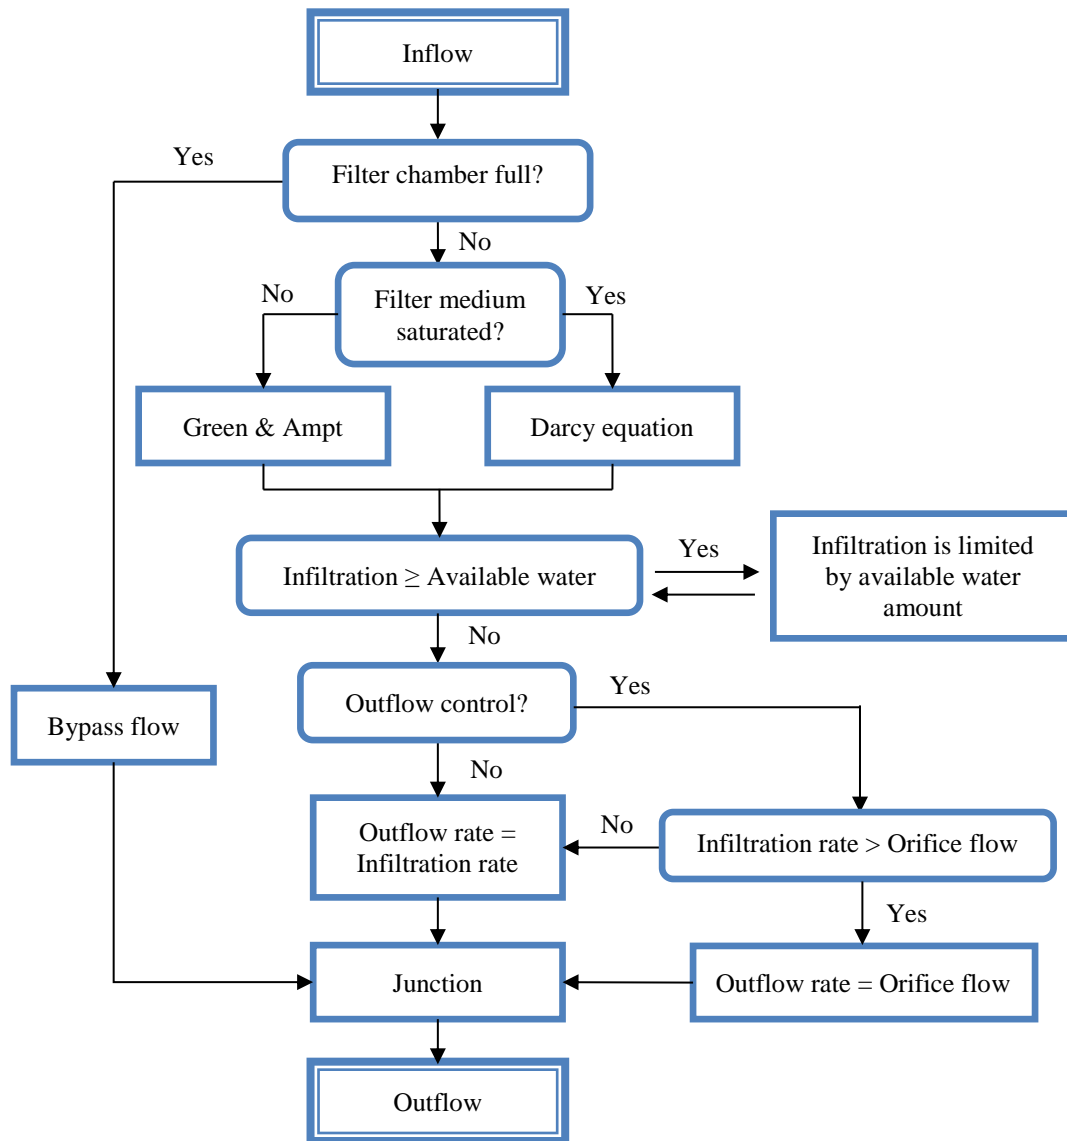 Inflow
Yes
Filter chamber full?
No
No
Filter medium
saturated?
Yes
Green & Ampt
Darcy equation
Infiltration ≥ Available water
Yes
Infiltration is limited
by available water
amount
No
Bypass flow
Outflow control?
Yes
No
Outflow rate =
Infiltration rate
No
Infiltration rate > Orifice flow
Yes
Junction
Outflow rate = Orifice flow
Outflow